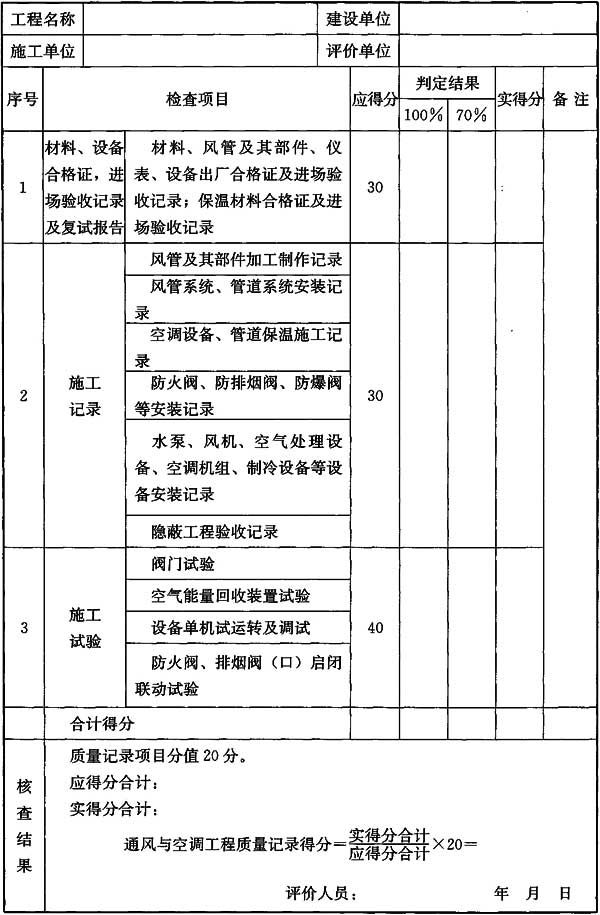 工程名称 建设单位
施工单位 评价单位
序号 检查项目 应得分 判定结果 实得分 备注
100% 70%
1
材料、设备
合格证，进
场验收记录
及复试报告
材料、风管及其部件、仪
表、设备出厂合格证及进场验
收记录；保温材料合格证及进
场验收记录
30
2
施工
记录
风管及其部件加工制作记录
风管系统、管道系统安装记
录
空调设备、管道保温施工记
录
防火阀、防排烟阀、防爆阀
等安装记录
水泵、风机、空气处理设
备、空调机组、制冷设备等设
备安装记录
隐蔽工程验收记录
30
3
施工
试验
阀门试验
空气能量回收装置试验
设备单机试运转及调试
防火阀、排烟阀（口）启闭
联动试验
40
合计得分
核
查
结
果
质量记录项目分值20分。
应得分合计：
实得分合计：
通风与空调工程质量记录得分＝实得分合计/应得分合计×20＝
评价人员： 年 月 日